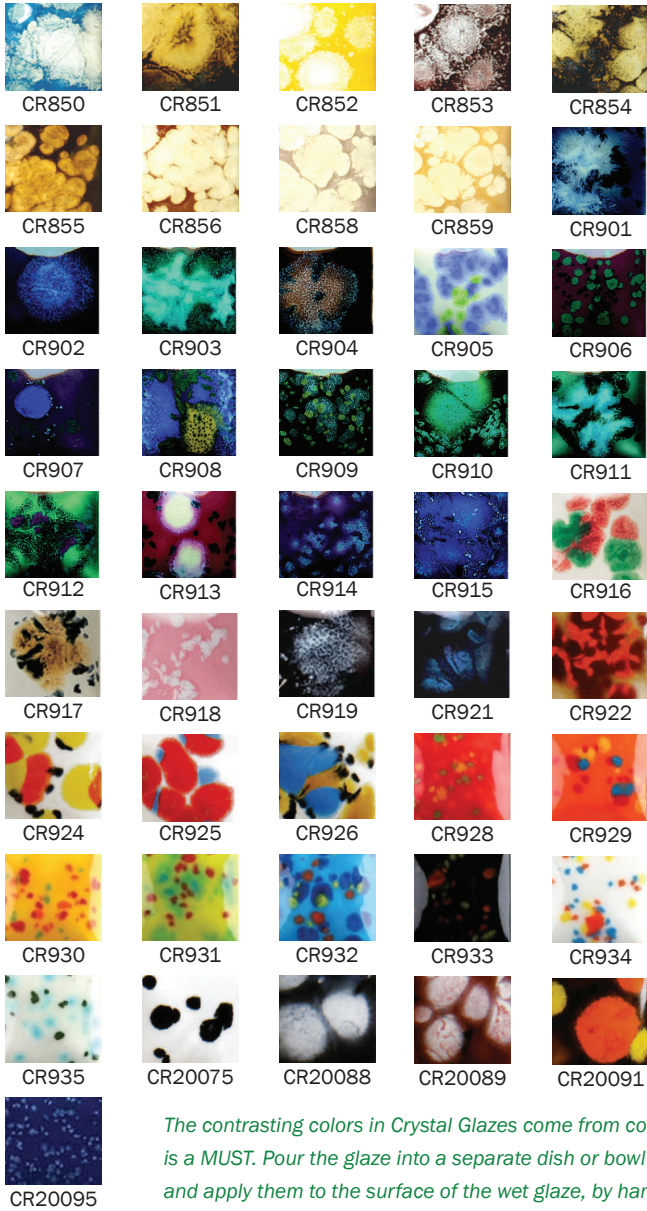 CR850 CR851 CR852 CR853 CR854
CR855 CR856 CR858 CR859 CR901
CR902 CR903 CR904 CR905 CR906
CR907 CR908 CR909 CR910 CR911
CR912 CR913 CR914 CR915 CR916
CR917 CR918 CR919 CR921 CR922
CR924 CR925 CR926 CR928 CR929
CR930 CR931 CR932 CR933 CR934
CR935 CR20075 CR20088 CR20089 CR20091
CR20095
The contrasting colors in Crystal Glazes come from co
is a MUST. Pour the glaze into a separate dish or bowl
and apply them to the surface of the wet glaze, by har